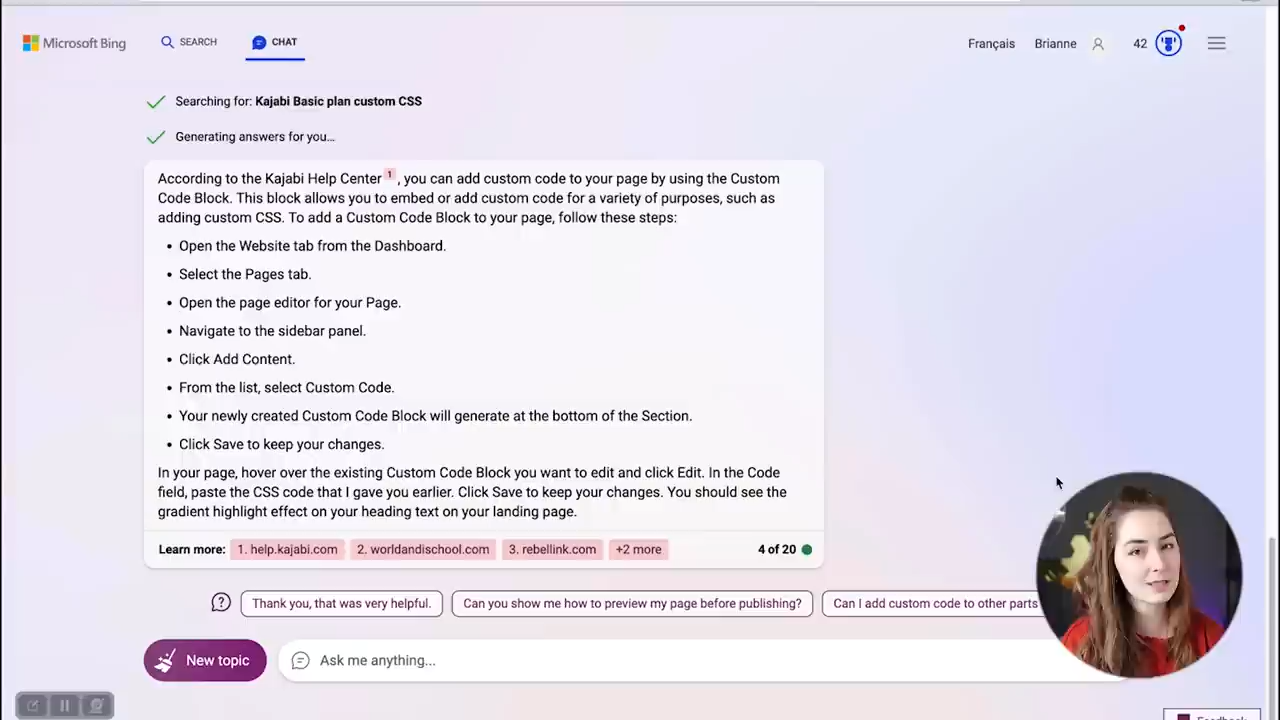 Microsoft Bing
SEARCH
CHAT
Français
Brianne
42
Searching for: Kajabi Basic plan custom CSS
Generating answers for you...
According to the Kajabi Help Center 1, you can add custom code to your page by using the Custom
Code Block. This block allows you to embed or add custom code for a variety of purposes, such as
adding custom CSS. To add a Custom Code Block to your page, follow these steps:
• Open the Website tab from the Dashboard.
• Select the Pages tab.
• Open the page editor for your Page.
• Navigate to the sidebar panel.
• Click Add Content.
• From the list, select Custom Code.
• Your newly created Custom Code Block will generate at the bottom of the Section.
• Click Save to keep your changes.
In your page, hover over the existing Custom Code Block you want to edit and click Edit. In the Code
field, paste the CSS code that I gave you earlier. Click Save to keep your changes. You should see the
gradient highlight effect on your heading text on your landing page.
Learn more: 1. help.kajabi.com 2. worldandischool.com 3. rebellink.com +2 more 4 of 20
Thank you, that was very helpful. Can you show me how to preview my page before publishing? Can I add custom code to other parts
New topic
Ask me anything...
Feedback